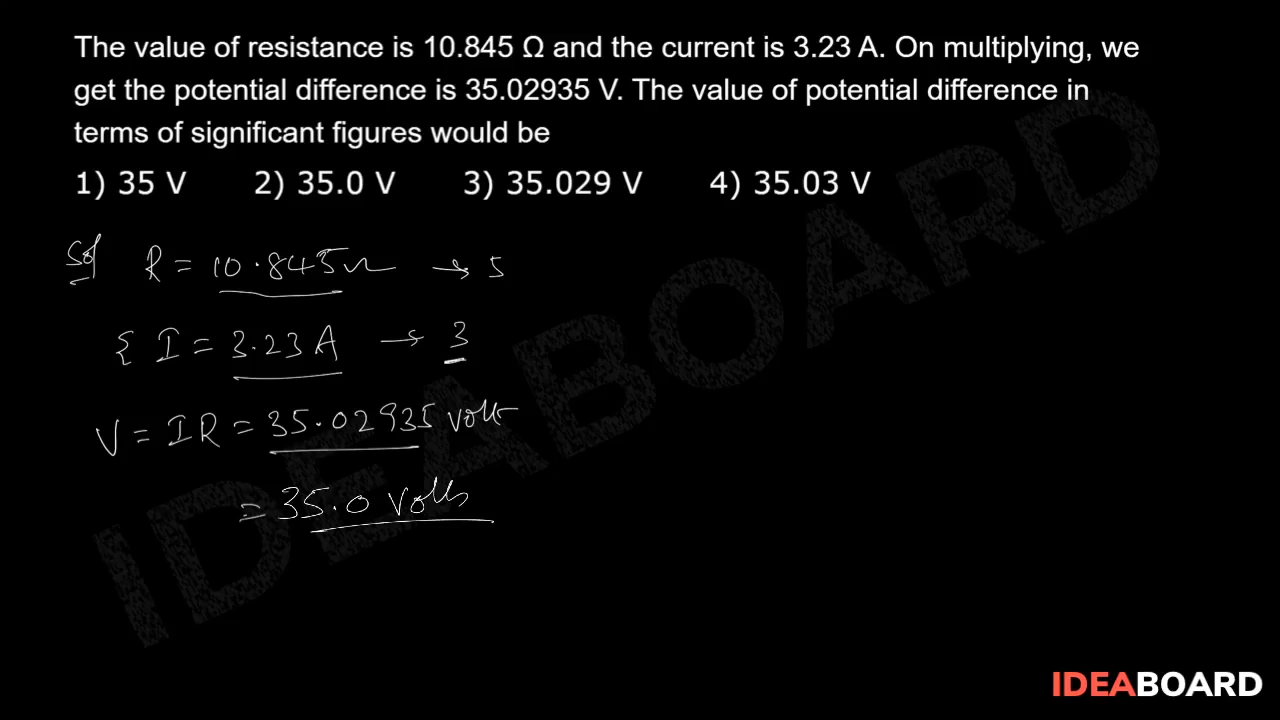 The value of resistance is 10.845 Ω and the current is 3.23 A. On multiplying, we
get the potential difference is 35.02935 V. The value of potential difference in
terms of significant figures would be
1) 35 V 2) 35.0 V 3) 35.029 V 4) 35.03 V
Sol R = 10.845 Ω → 5
{ I = 3.23 A → 3
V = IR = 35.02935 Volts
= 35.0 Volts
IDEABOARD
IDEABOARD